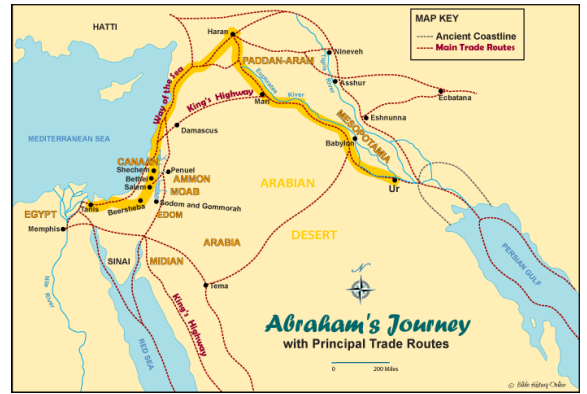 HATTI
MAP KEY
Ancient Coastline
Main Trade Routes
Haran
Nineveh
PADDAN-ARAM
Tigris
River
Asshur
Ecbatana
Way of the Sea
Euphrates
River
King's Highway
Mari
Eshnunna
MESOPOTAMIA
Damascus
MEDITERRANEAN SEA
Babylon
CANAAN
Shechem
Penuel
Bethel
AMMON
Salem
MOAB
ARABIAN
Ur
Beersheba
Sodom and Gommorah
Tanis
EGYPT
EDOM
Memphis
DESERT
ARABIA
SINAI
MIDIAN
PERSIAN GULF
Tema
N
Nile
River
King's Highway
RED SEA
Abraham's Journey
with Principal Trade Routes
0 200 Miles
© Bible History Online